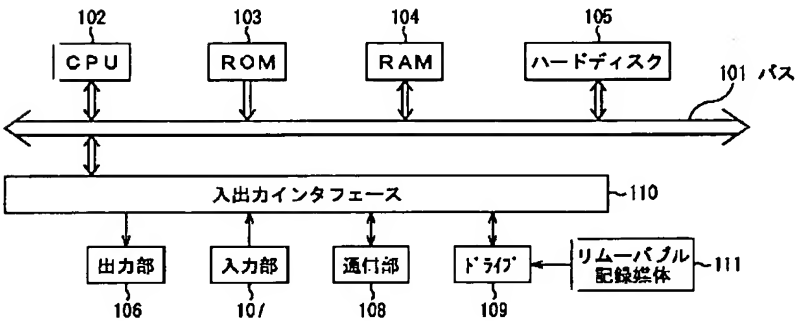 102
103
104
105
CPU
ROM
RAM
ハードディスク
101 バス
入出力インタフェース
110
出力部
入力部
通信部
ドライブ
リムーバブル
記録媒体
111
106
107
108
109